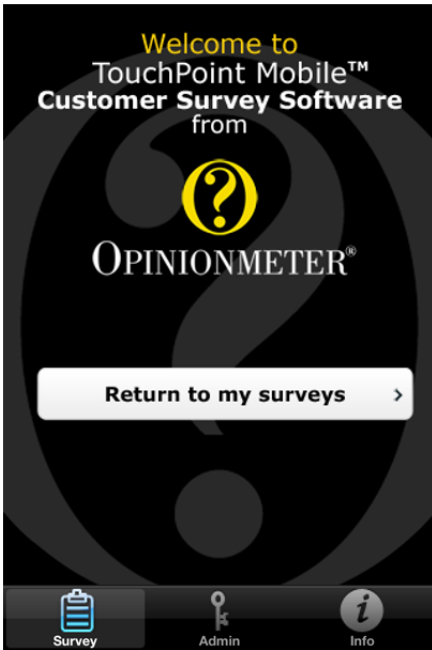 Welcome to
TouchPoint Mobile™
Customer Survey Software
from
OPINIONMETER®
Return to my surveys
Survey Admin Info